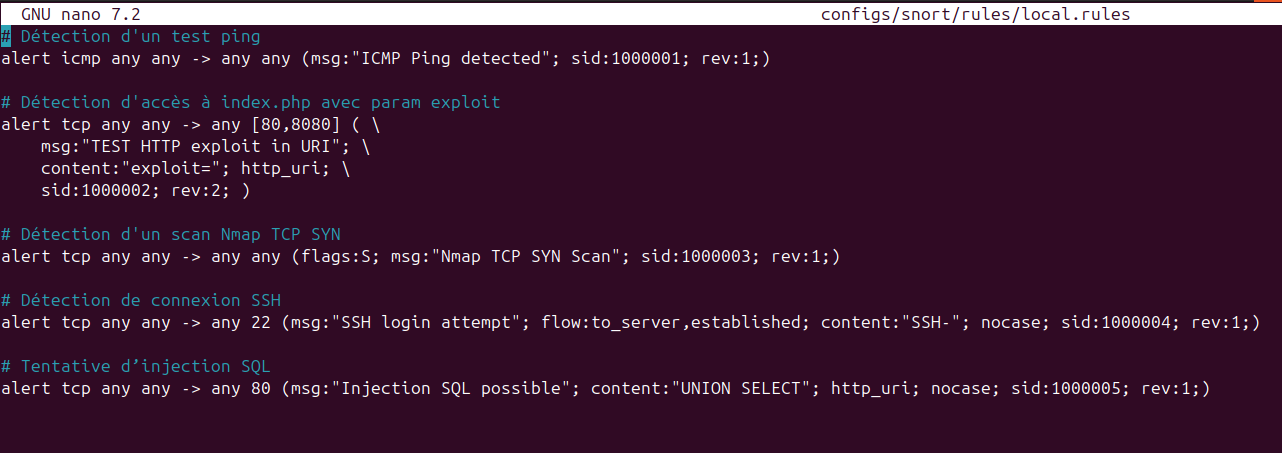 GNU nano 7.2 configs/snort/rules/local.rules
# Détection d'un test ping
alert icmp any any -> any any (msg:"ICMP Ping detected"; sid:1000001; rev:1;)
# Détection d'accès à index.php avec param exploit
alert tcp any any -> any [80,8080] ( \
    msg:"TEST HTTP exploit in URI"; \
    content:"exploit="; http_uri; \
    sid:1000002; rev:2; )
# Détection d'un scan Nmap TCP SYN
alert tcp any any -> any any (flags:S; msg:"Nmap TCP SYN Scan"; sid:1000003; rev:1;)
# Détection de connexion SSH
alert tcp any any -> any 22 (msg:"SSH login attempt"; flow:to_server,established; content:"SSH-"; nocase; sid:1000004; rev:1;)
# Tentative d’injection SQL
alert tcp any any -> any 80 (msg:"Injection SQL possible"; content:"UNION SELECT"; http_uri; nocase; sid:1000005; rev:1;)